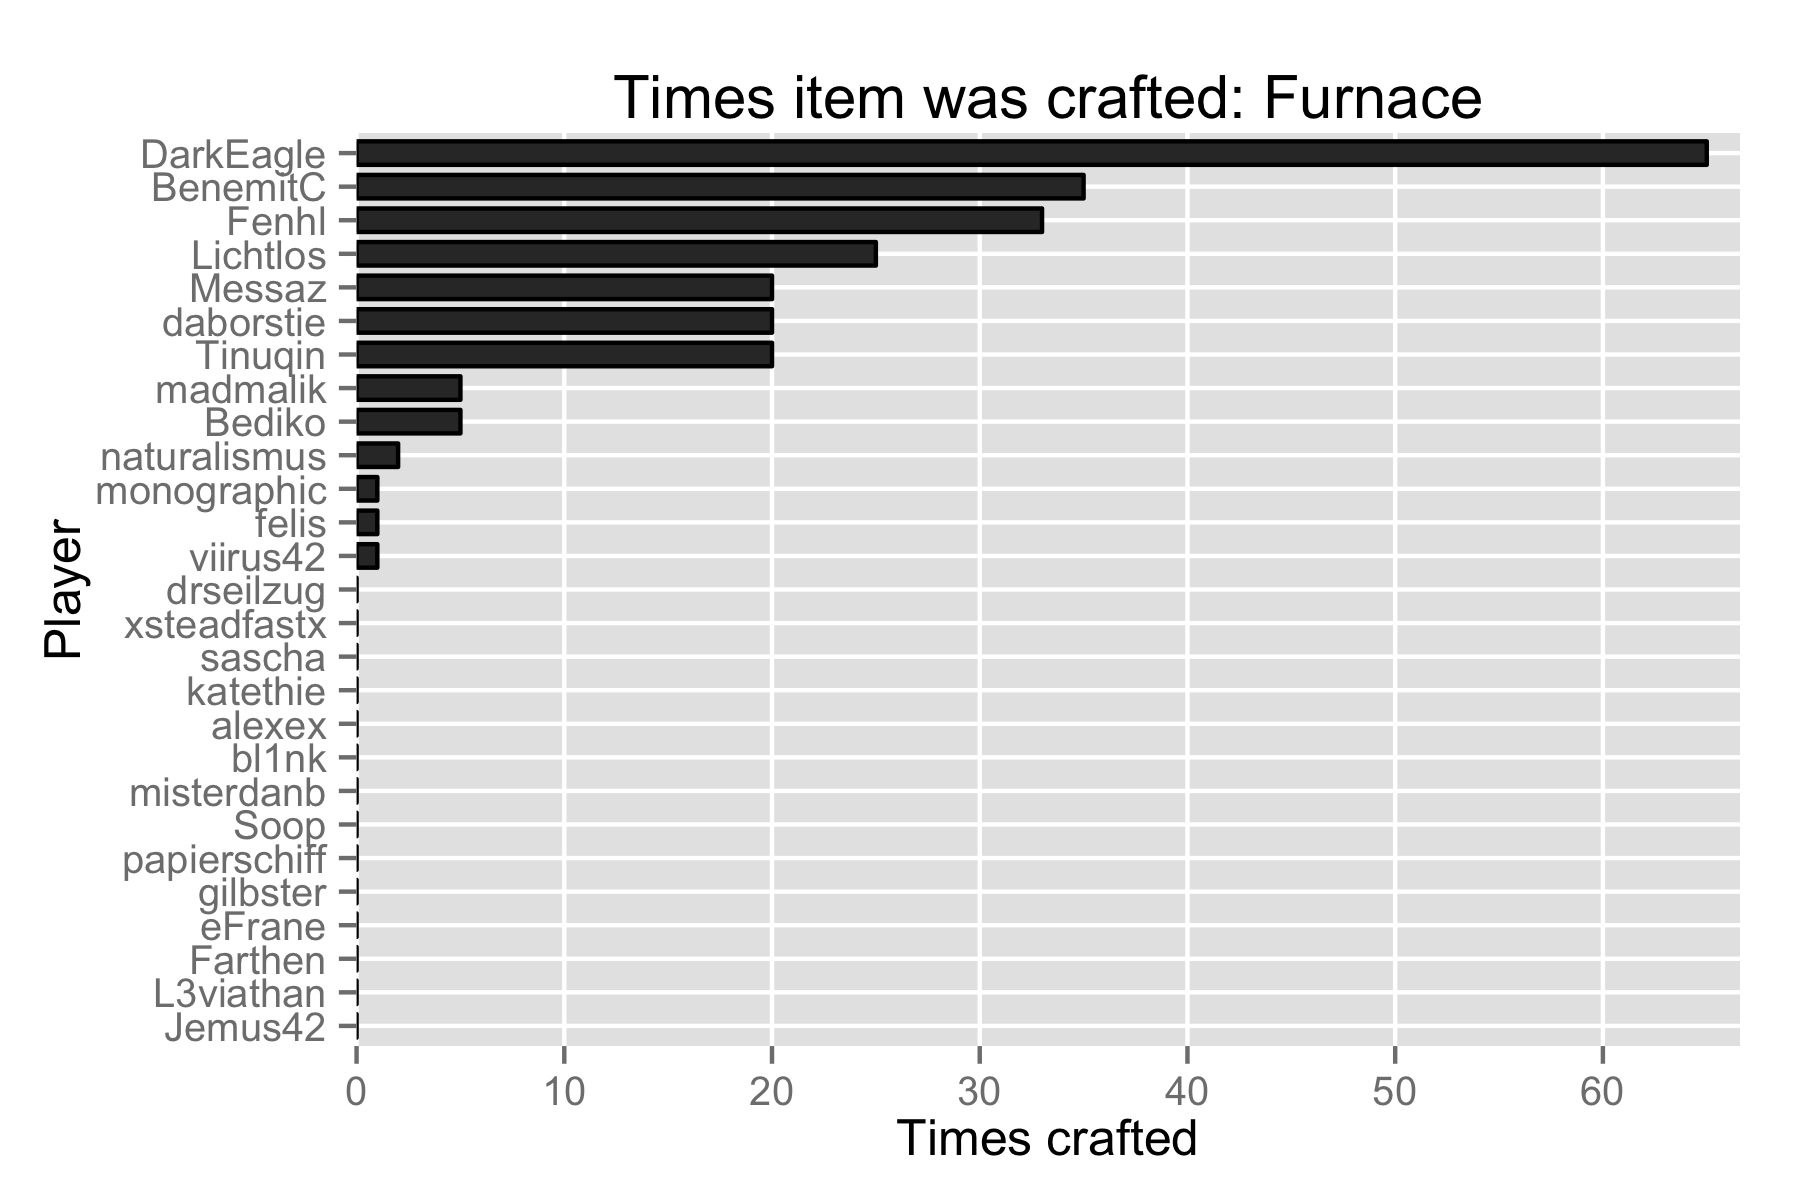 Times item was crafted: Furnace
DarkEagle
BenemitC
Fenhl
Lichtlos
Messaz
daborstie
Tinuqin
madmalik
Bediko
naturalismus
monographic
felis
viirus42
drseilzug
xsteadfastx
sascha
katethie
alexex
bl1nk
misterdanb
Soop
papierschiff
gilbster
eFrane
Farthen
L3viathan
Jemus42
Player
0 10 20 30 40 50 60
Times crafted